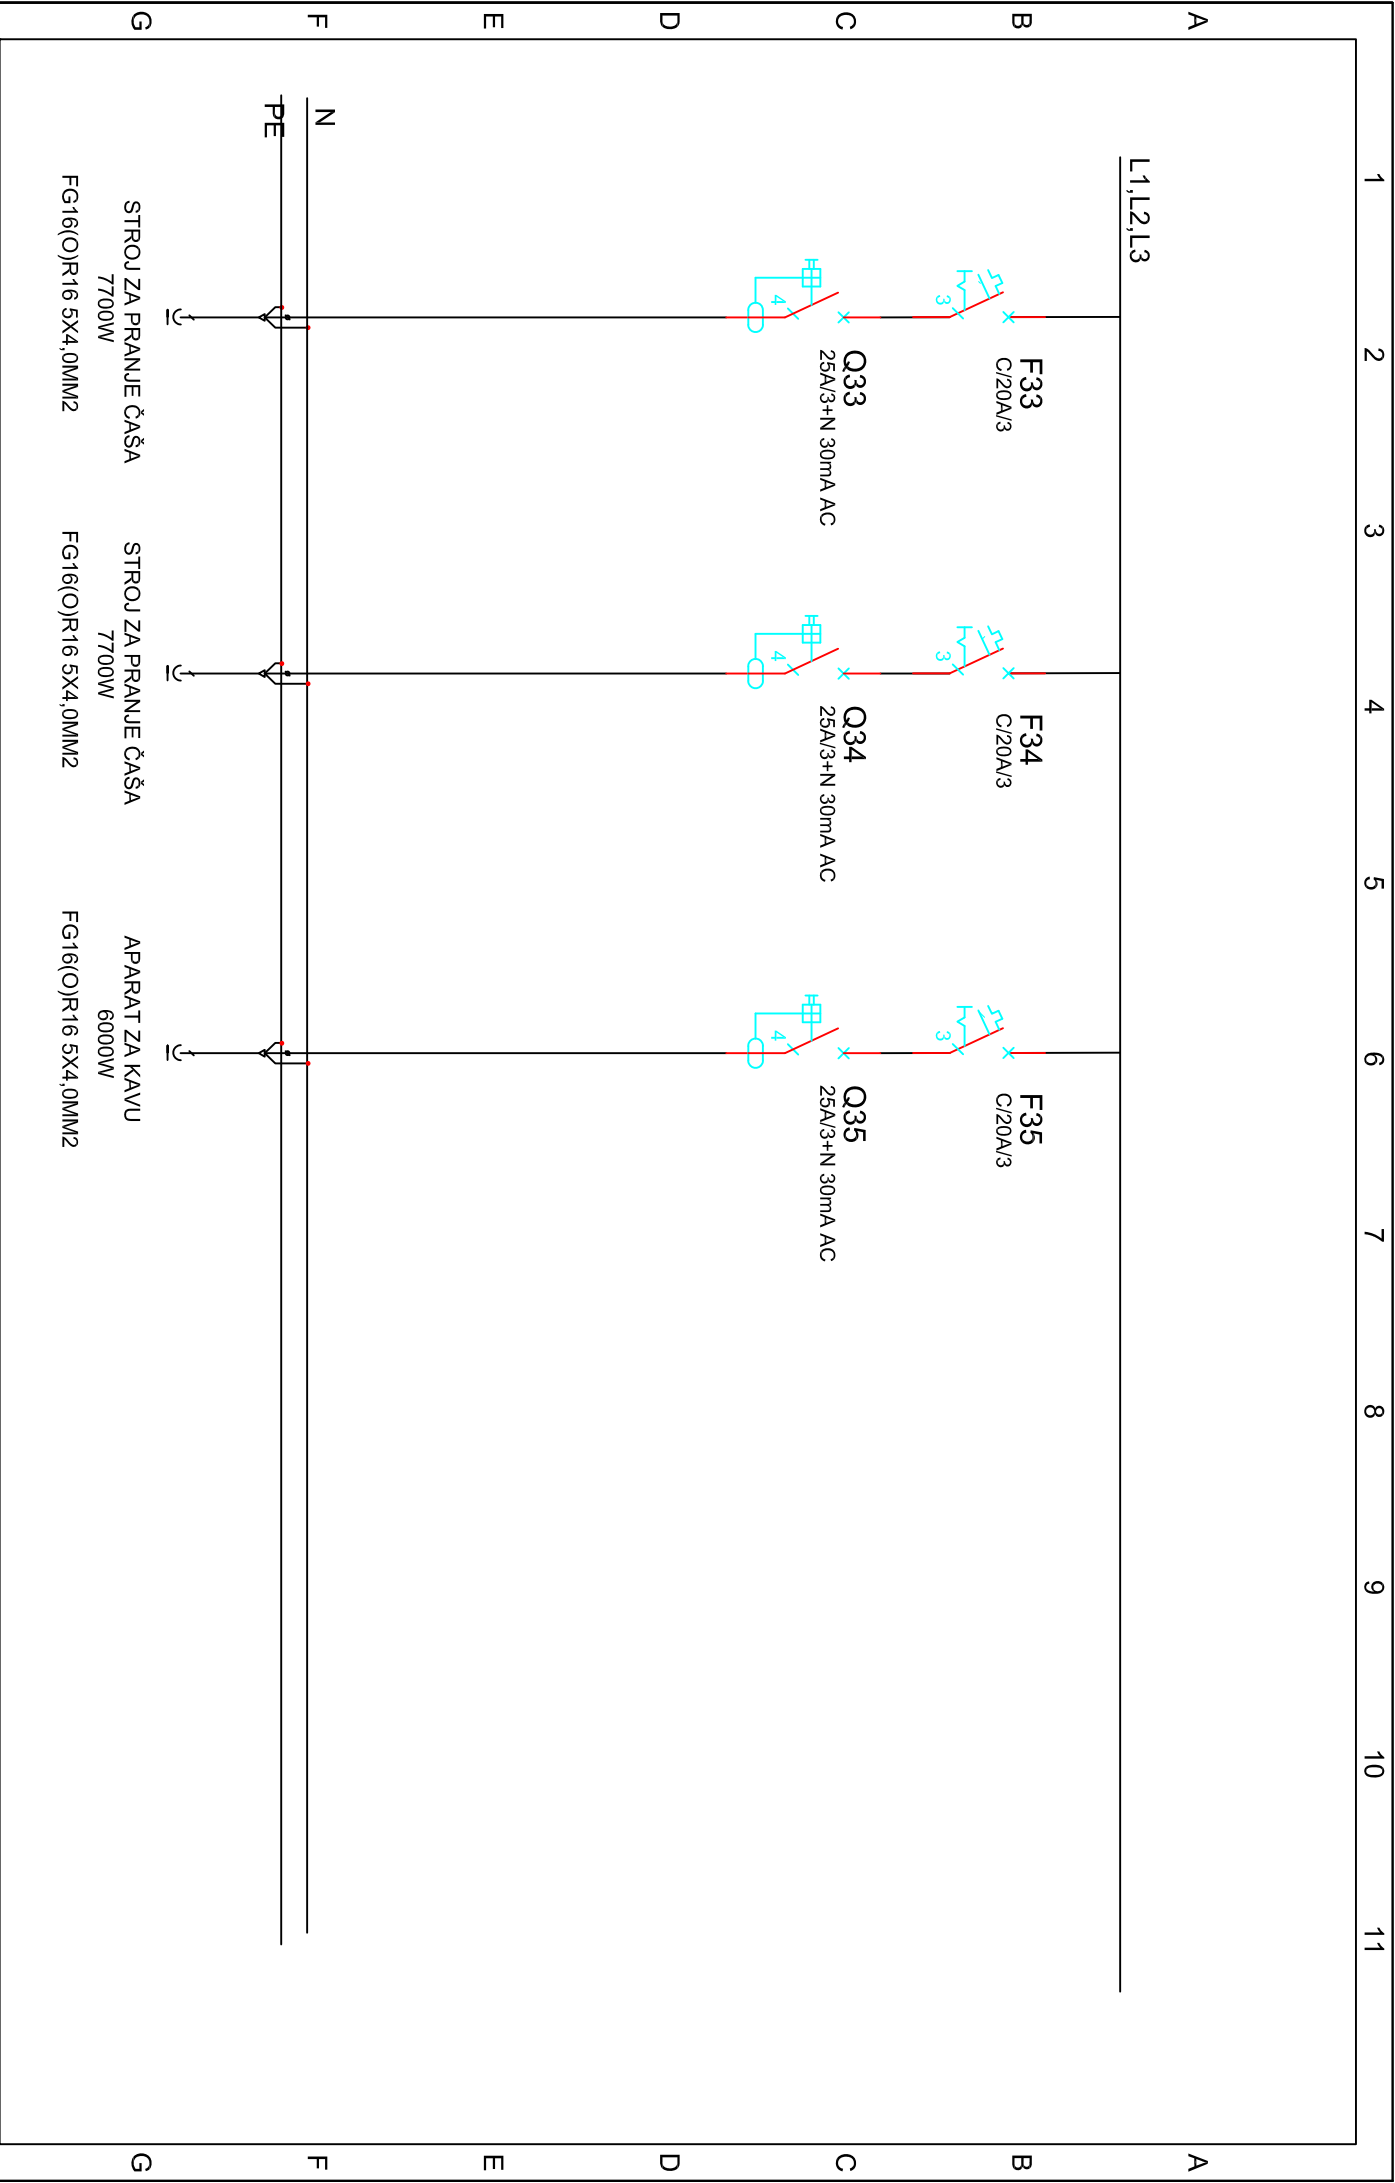 1 2 3 4 5 6 7 8 9 10 11
A A
B B
C C
D D
E E
F F
G G
L1,L2,L3
F33
C/20A/3
F34
C/20A/3
F35
C/20A/3
3
3
3
Q33
25A/3+N 30mA AC
Q34
25A/3+N 30mA AC
Q35
25A/3+N 30mA AC
4
4
4
N
PE
STROJ ZA PRANJE ČAŠA
7700W
FG16(O)R16 5X4,0MM2
STROJ ZA PRANJE ČAŠA
7700W
FG16(O)R16 5X4,0MM2
APARAT ZA KAVU
6000W
FG16(O)R16 5X4,0MM2